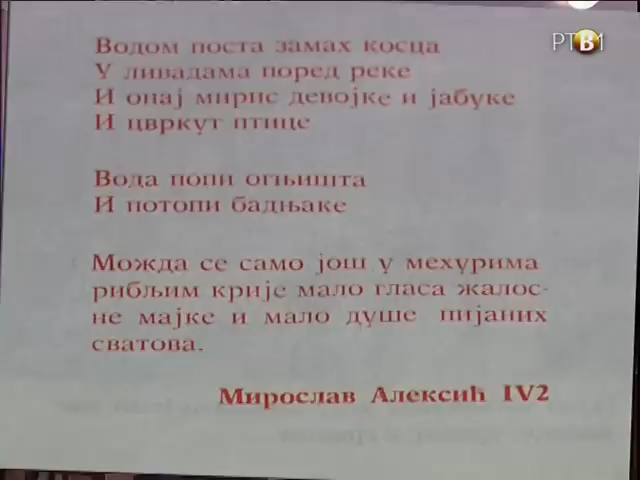 Водом поста замах косца
РТВ1
У ливадама поред реке
И онај мирис девојке и јабуке
И цвркут птице
Вода попи огњишта
И потопи бадњаке
Можда се само још у мехурима
рибљим крије мало гласа жалос-
не мајке и мало душе пијаних
сватова.
Мирослав Алексић IV2